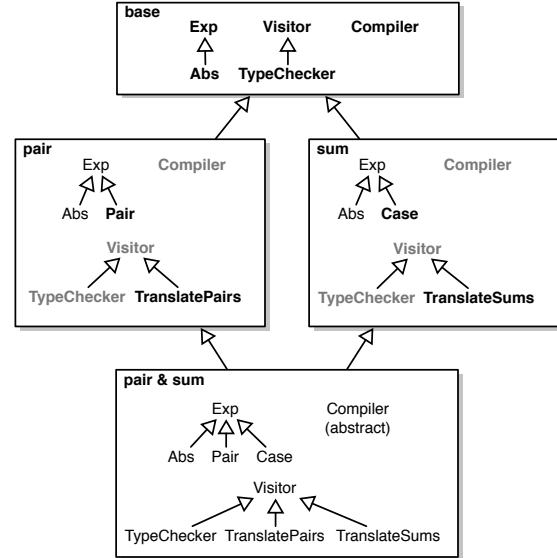 base
Exp Visitor Compiler
Abs TypeChecker
pair
Exp Compiler
Abs Pair
Visitor
TypeChecker TranslatePairs
sum
Exp Compiler
Abs Case
Visitor
TypeChecker TranslateSums
pair & sum
Exp Compiler
(abstract)
Abs Pair Case
Visitor
TypeChecker TranslatePairs TranslateSums